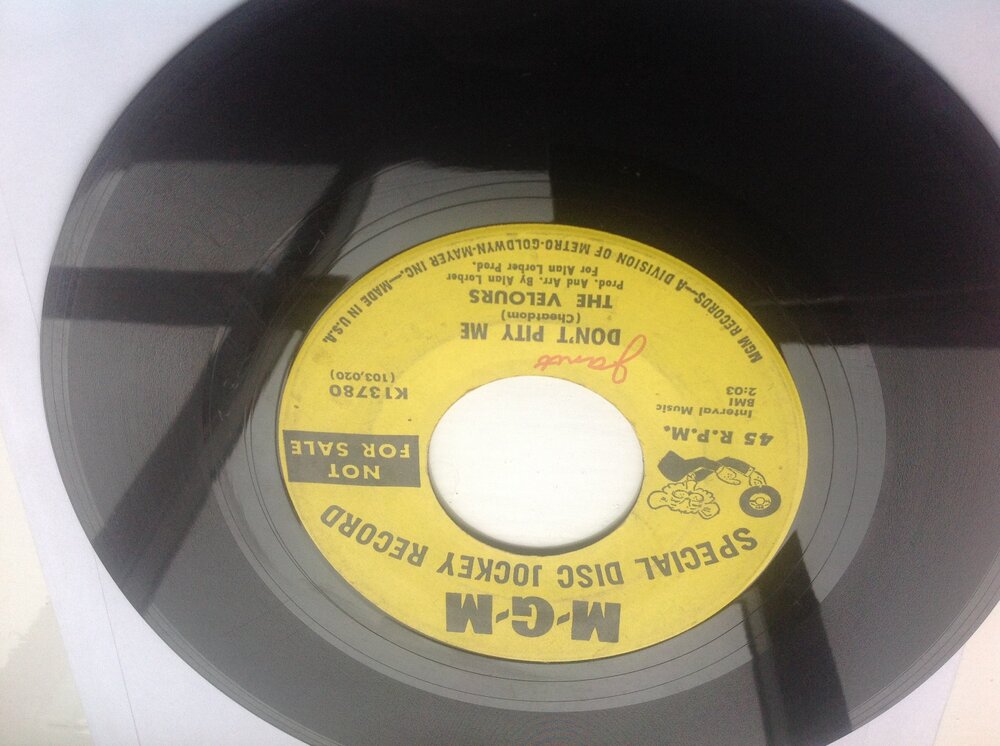 M-G-M
SPECIAL DISC JOCKEY RECORD
45 R.P.M.
Interval Music
BMI
2:03
NOT
FOR SALE
K13780
(103,020)
DON'T PITY ME
(Cheatdom)
THE VELOURS
Prod. And Arr. By Alan Lorber
For Alan Lorber Prod.
MGM RECORDS—A DIVISION OF METRO-GOLDWYN-MAYER INC.—MADE IN U.S.A.